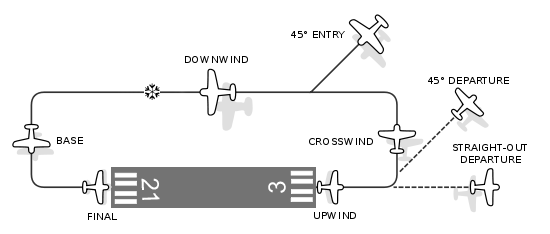 45° ENTRY
DOWNWIND
45° DEPARTURE
BASE
CROSSWIND
STRAIGHT-OUT
DEPARTURE
21
3
FINAL
UPWIND